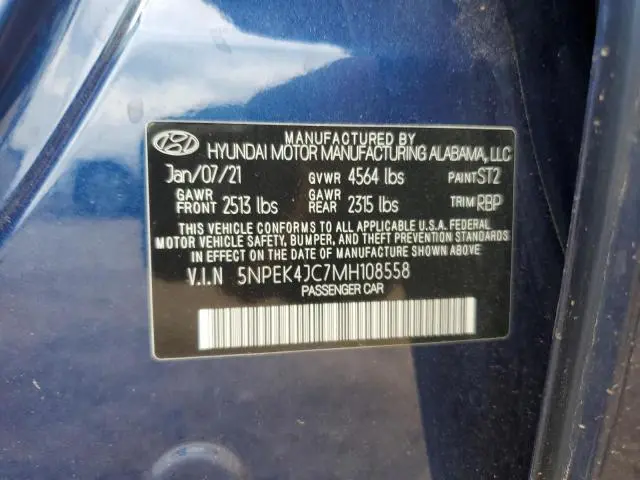 MANUFACTURED BY
HYUNDAI MOTOR MANUFACTURING ALABAMA, LLC
Jan/07/21 GVWR 4564 lbs PAINT ST2
GAWR FRONT 2513 lbs GAWR REAR 2315 lbs TRIM RBP
THIS VEHICLE CONFORMS TO ALL APPLICABLE U.S.A. FEDERAL
MOTOR VEHICLE SAFETY, BUMPER, AND THEFT PREVENTION STANDARDS
IN EFFECT ON THE DATE OF MANUFACTURE SHOWN ABOVE
V.I.N 5NPEK4JC7MH108558
PASSENGER CAR